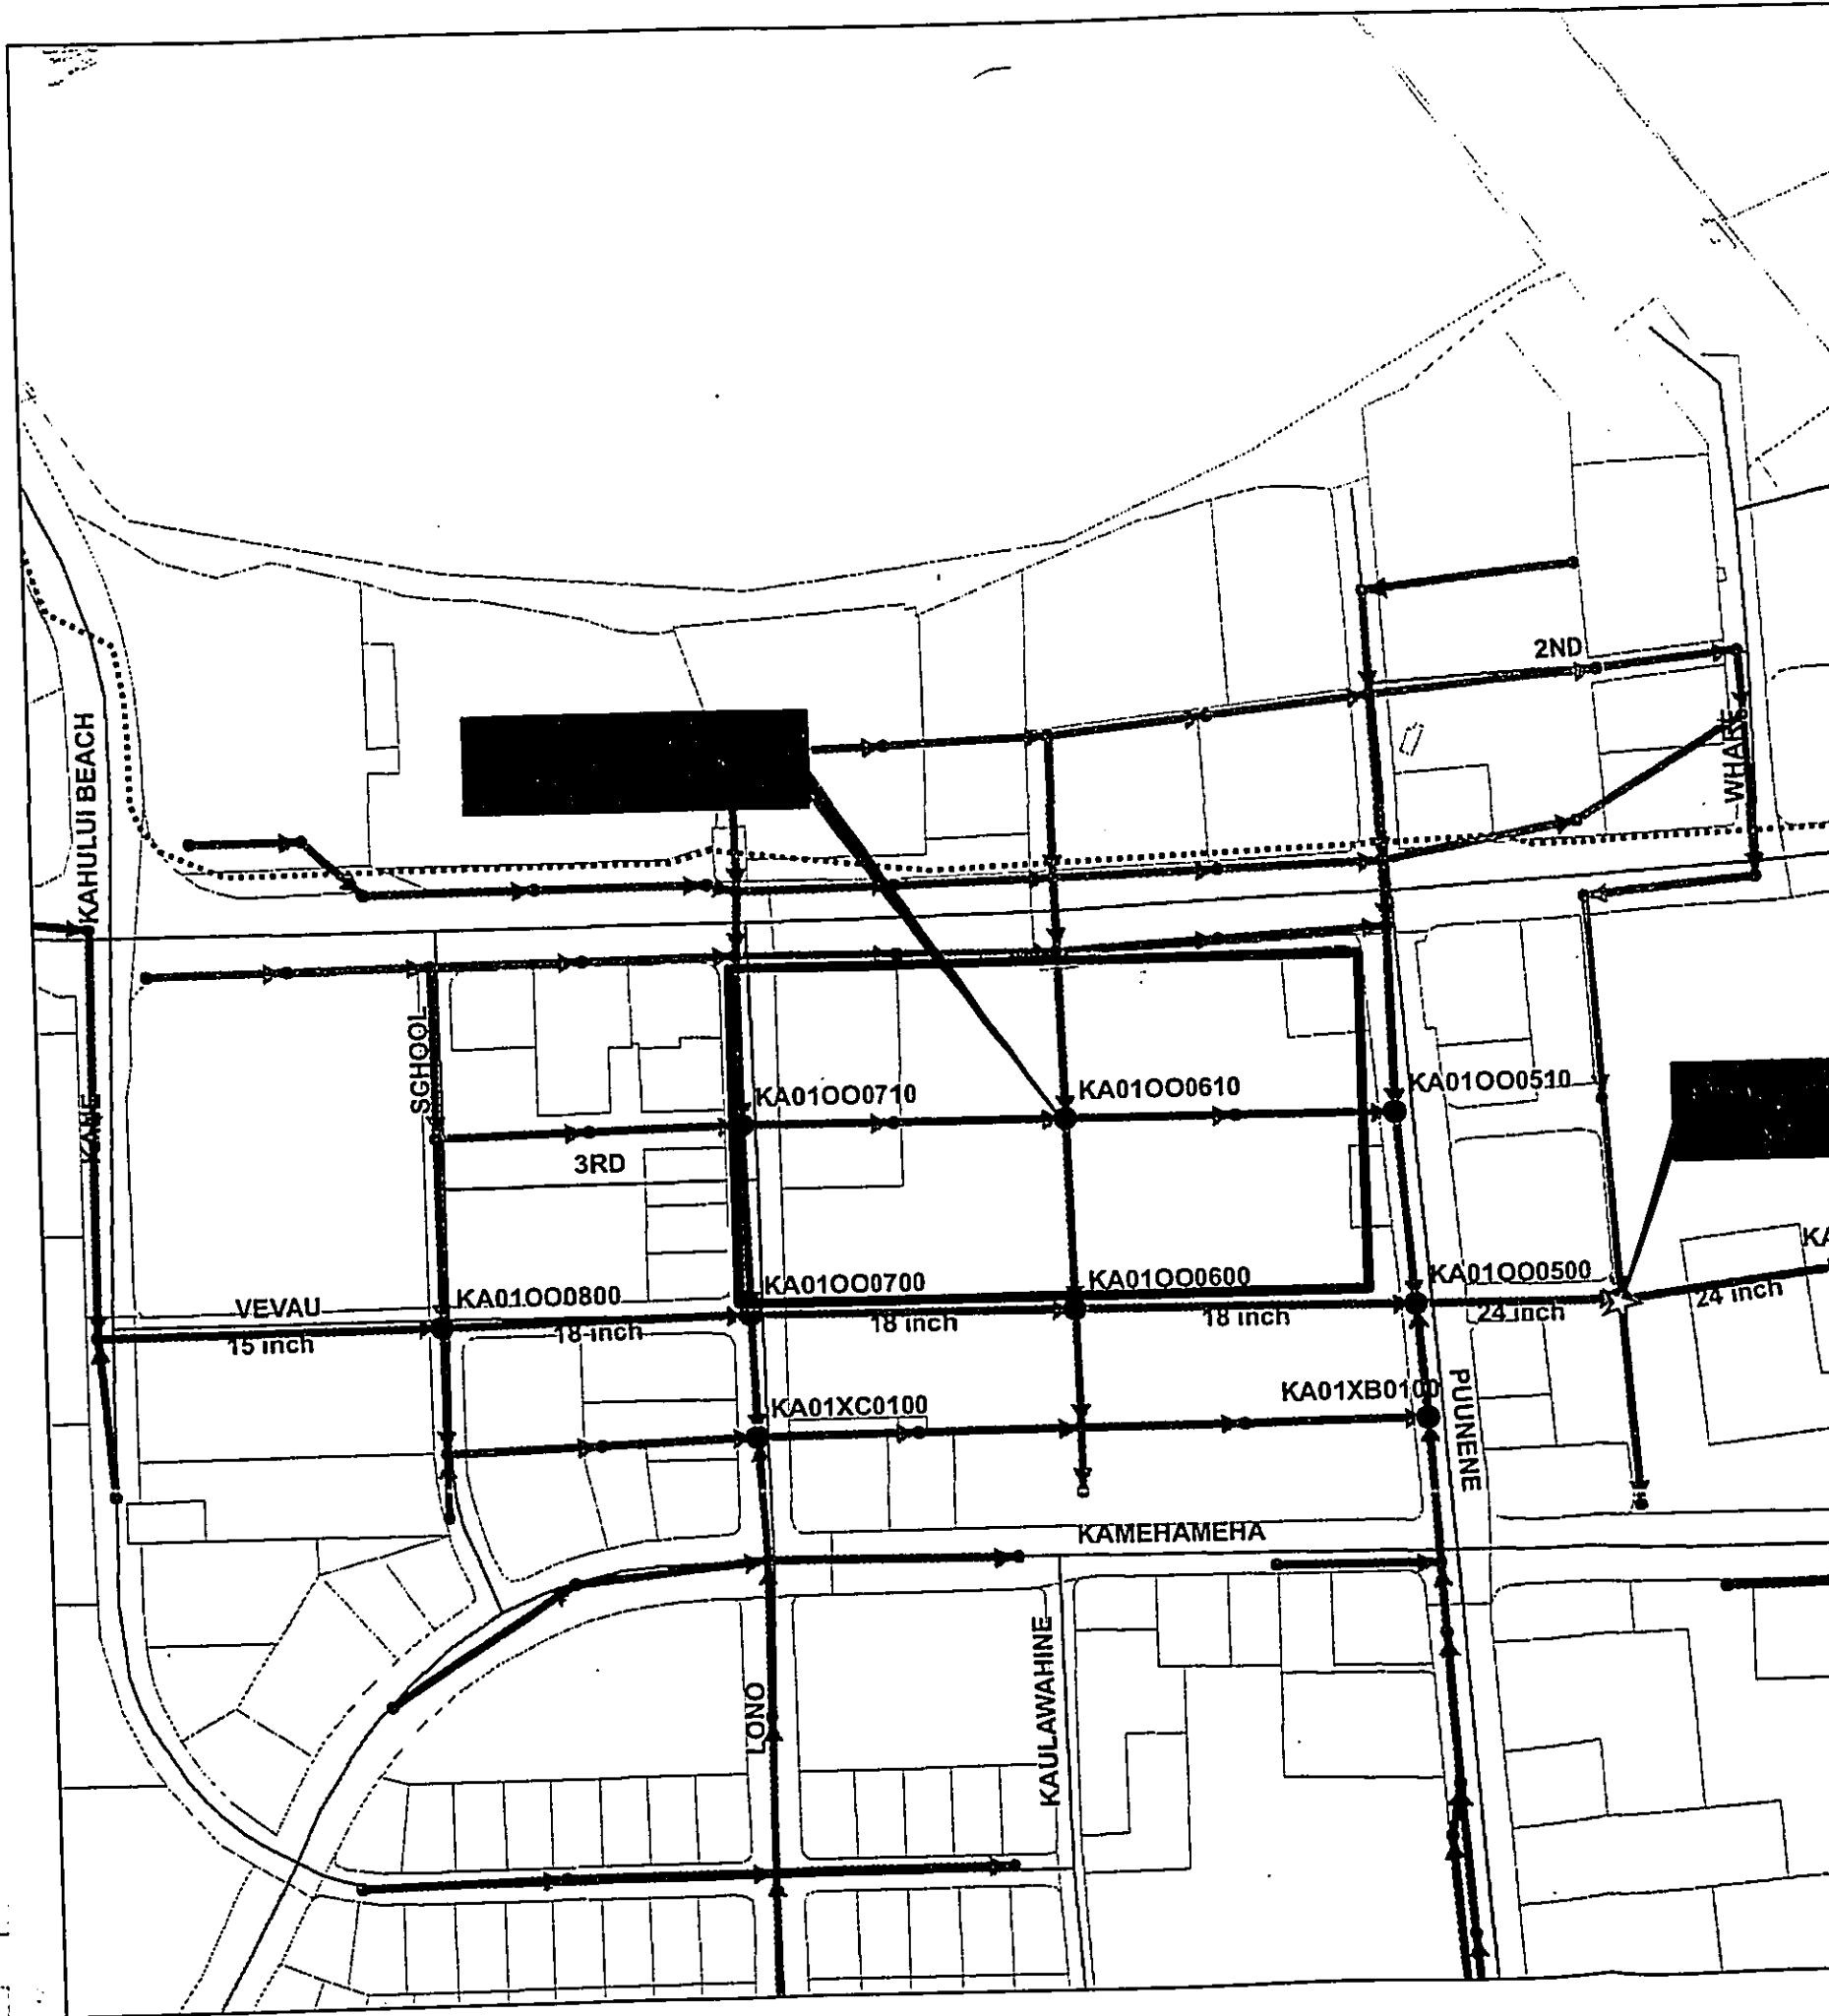 2ND
KAHULUI BEACH
WHARF
SCHOOL
KANE
KA01OO0710
KA01OO0610
KA01OO0510
3RD
KA01OO0800
KA01OO0700
KA01OO0600
KA01OO0500
KA
VEVAU
15 inch
18 inch
18 inch
18 inch
24 inch
24 inch
KA01XC0100
KA01XB0100
PUUNENE
KAMEHAMEHA
LONO
KAULAWAHINE